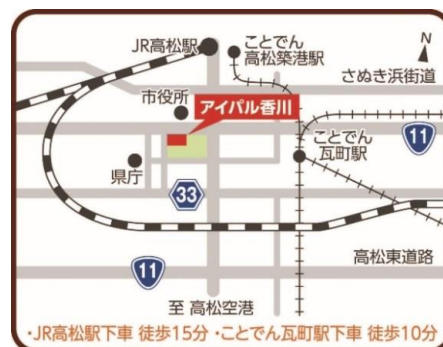 JR高松駅
ことでん
高松築港駅
N
さぬき浜街道
市役所
アイパル香川
11
ことでん
瓦町駅
県庁
33
11
高松東道路
至 高松空港
・JR高松駅下車 徒歩15分 ・ことでん瓦町駅下車 徒歩10分